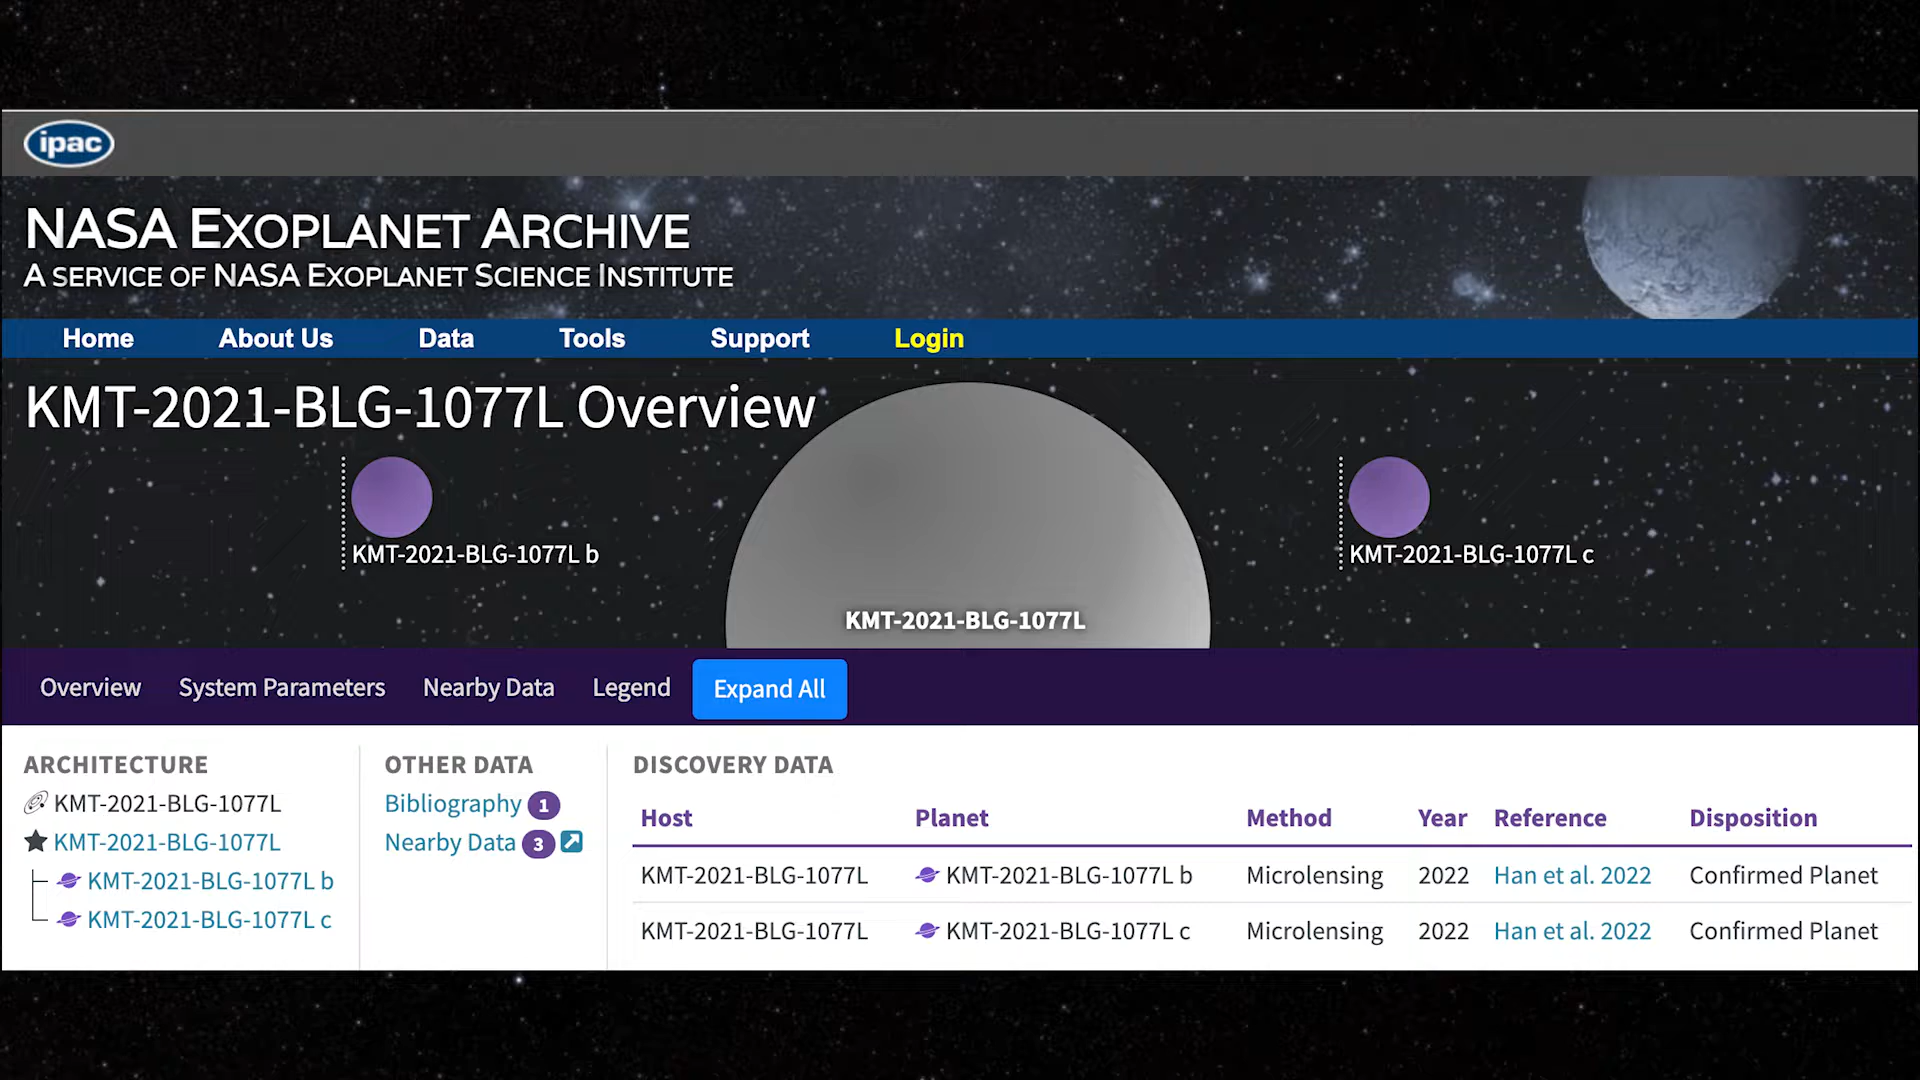 ipac
NASA EXOPLANET ARCHIVE
A SERVICE OF NASA EXOPLANET SCIENCE INSTITUTE
Home About Us Data Tools Support Login
KMT-2021-BLG-1077L Overview
KMT-2021-BLG-1077L b
KMT-2021-BLG-1077L c
KMT-2021-BLG-1077L
Overview System Parameters Nearby Data Legend Expand All
ARCHITECTURE
KMT-2021-BLG-1077L
KMT-2021-BLG-1077L
KMT-2021-BLG-1077L b
KMT-2021-BLG-1077L c
OTHER DATA
Bibliography 1
Nearby Data 3
DISCOVERY DATA
Host Planet Method Year Reference Disposition
KMT-2021-BLG-1077L KMT-2021-BLG-1077L b Microlensing 2022 Han et al. 2022 Confirmed Planet
KMT-2021-BLG-1077L KMT-2021-BLG-1077L c Microlensing 2022 Han et al. 2022 Confirmed Planet